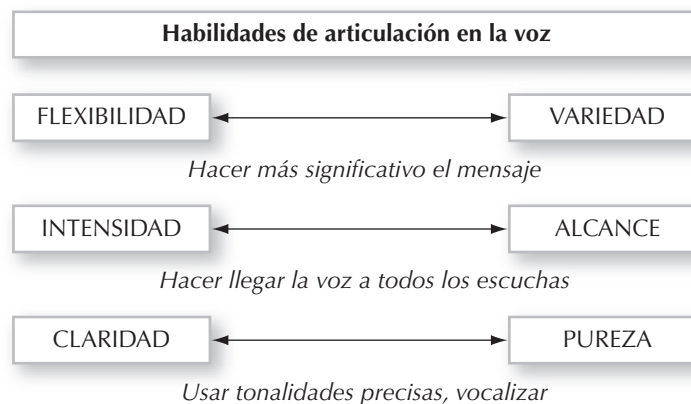 Habilidades de articulación en la voz
FLEXIBILIDAD VARIEDAD
Hacer más significativo el mensaje
INTENSIDAD ALCANCE
Hacer llegar la voz a todos los escuchas
CLARIDAD PUREZA
Usar tonalidades precisas, vocalizar